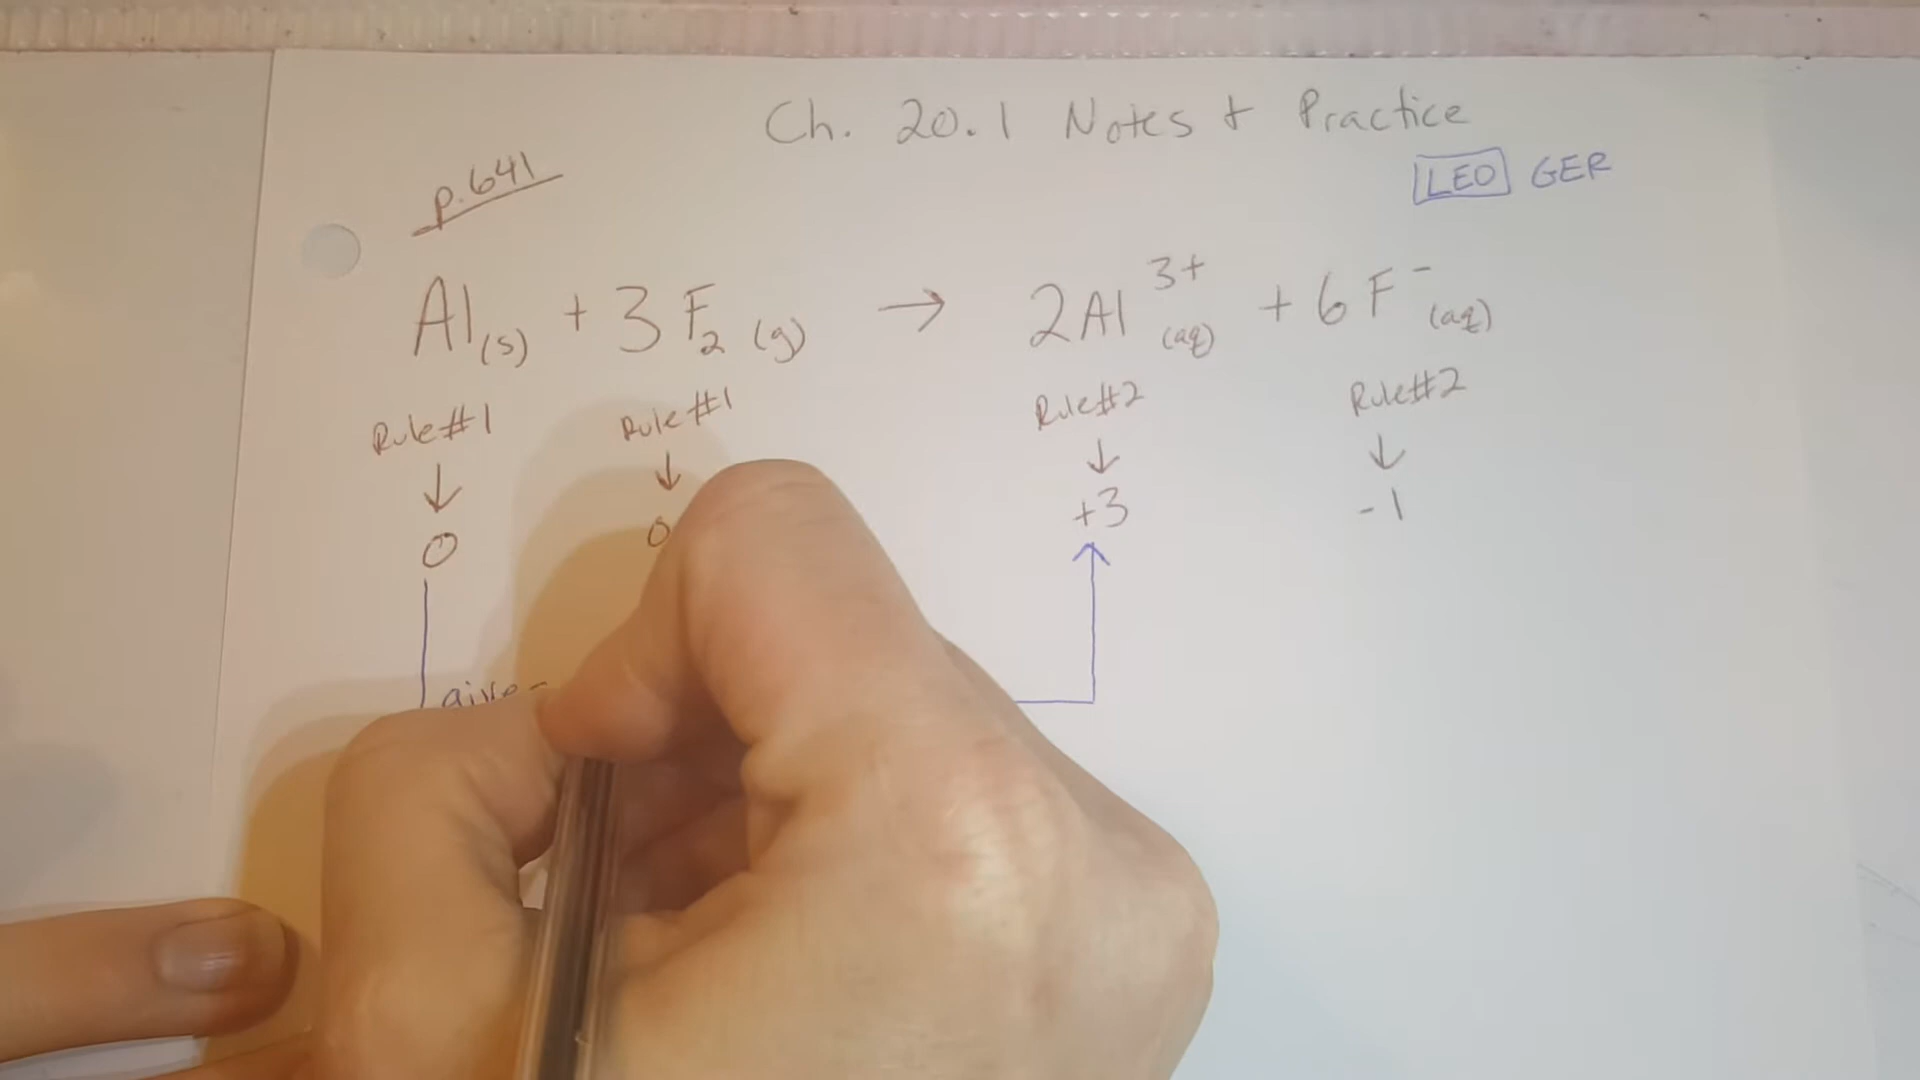 Ch. 20.1 Notes + Practice
p.641
LEO GER
Al(s) + 3F₂(g) → 2Al³⁺(aq) + 6F⁻(aq)
Rule#1 Rule#1 Rule#2 Rule#2
↓ ↓ ↓ ↓
0 0 +3 -1